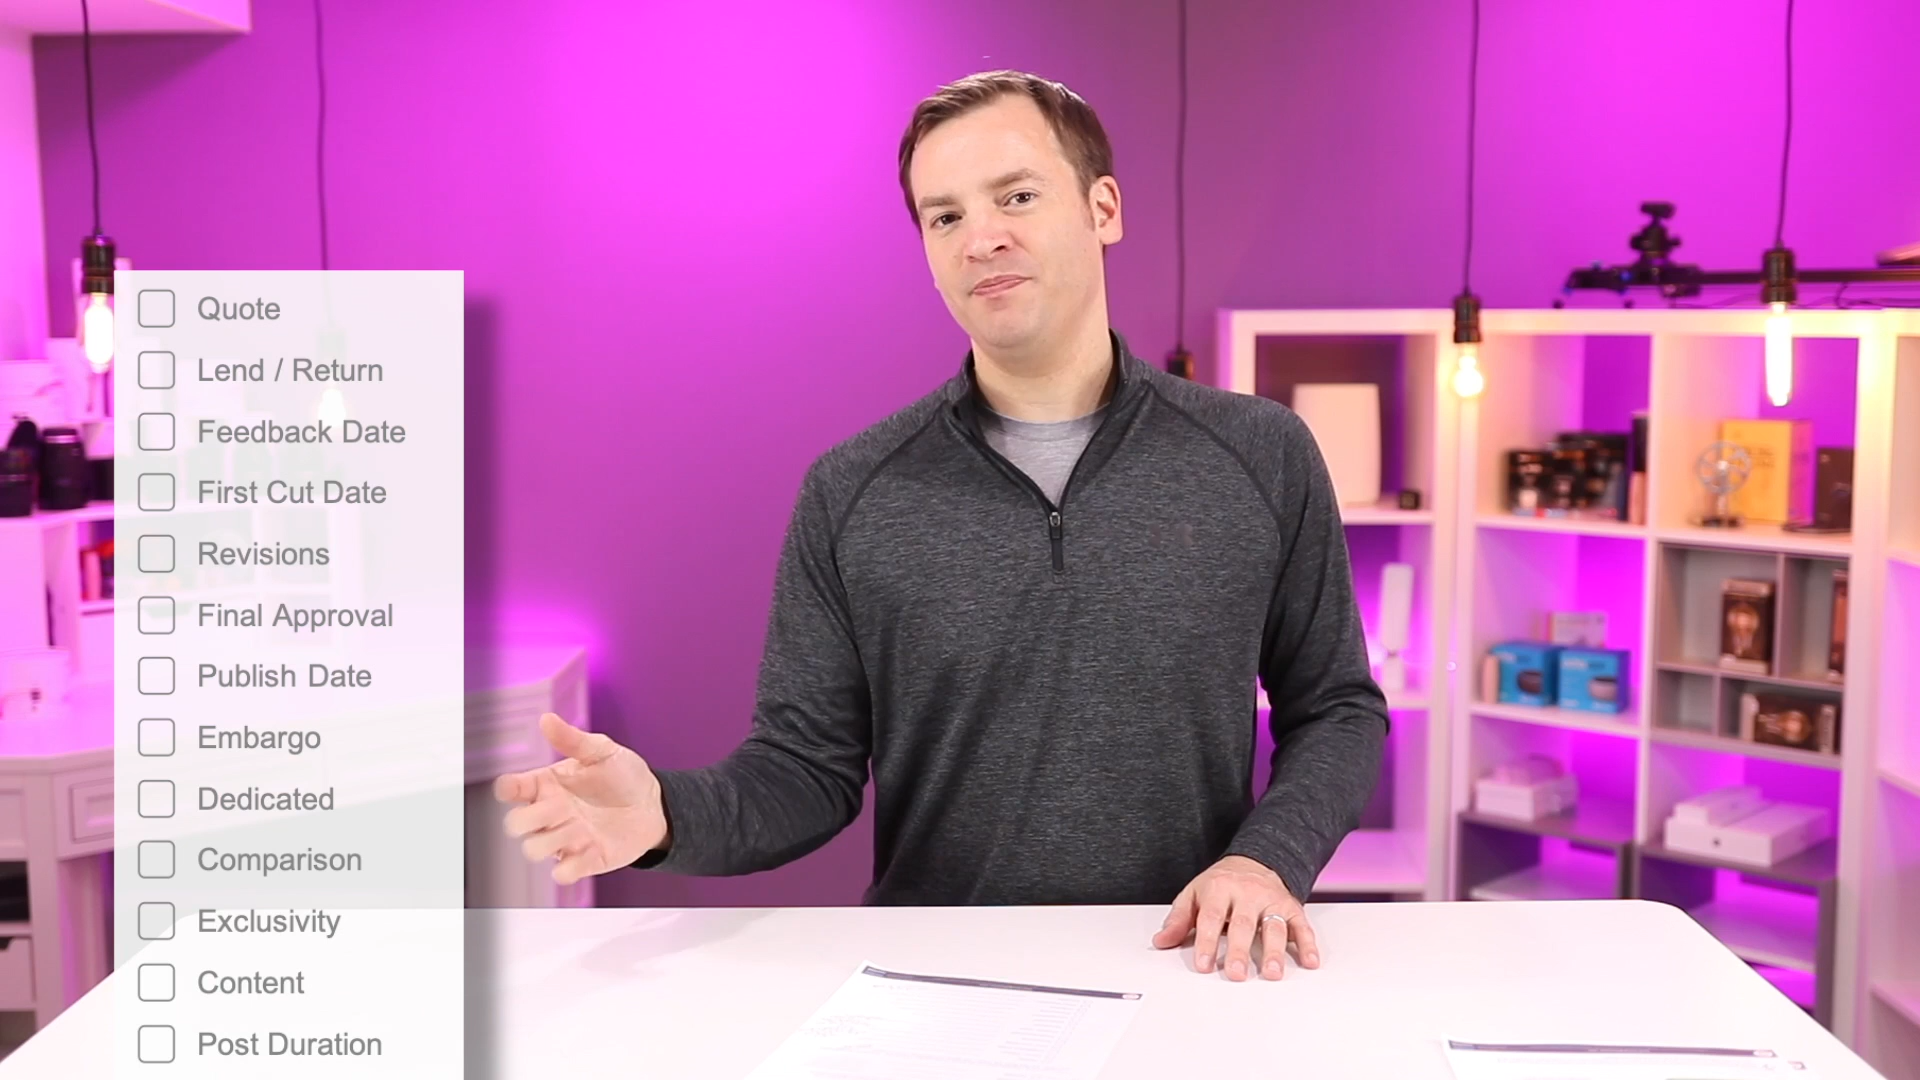 Quote
Lend / Return
Feedback Date
First Cut Date
Revisions
Final Approval
Publish Date
Embargo
Dedicated
Comparison
Exclusivity
Content
Post Duration